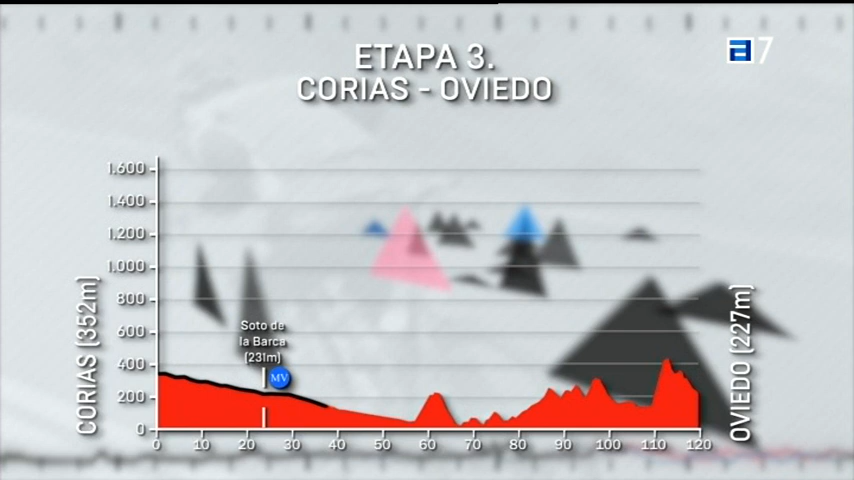 ETAPA 3.
CORIAS - OVIEDO
a7
1.600
1.400
1.200
1.000
800
600
400
200
0
CORIAS (352m)
Soto de
la Barca
(231m)
MV
OVIEDO (227m)
0 10 20 30 40 50 60 70 80 90 100 110 120